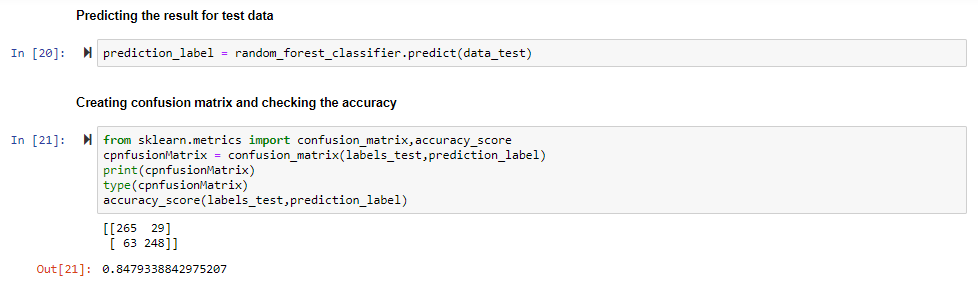 Predicting the result for test data
In [20]: prediction_label = random_forest_classifier.predict(data_test)
Creating confusion matrix and checking the accuracy
In [21]: from sklearn.metrics import confusion_matrix,accuracy_score
cpnfusionMatrix = confusion_matrix(labels_test,prediction_label)
print(cpnfusionMatrix)
type(cpnfusionMatrix)
accuracy_score(labels_test,prediction_label)
[[265  29]
 [ 63 248]]
Out[21]: 0.8479338842975207